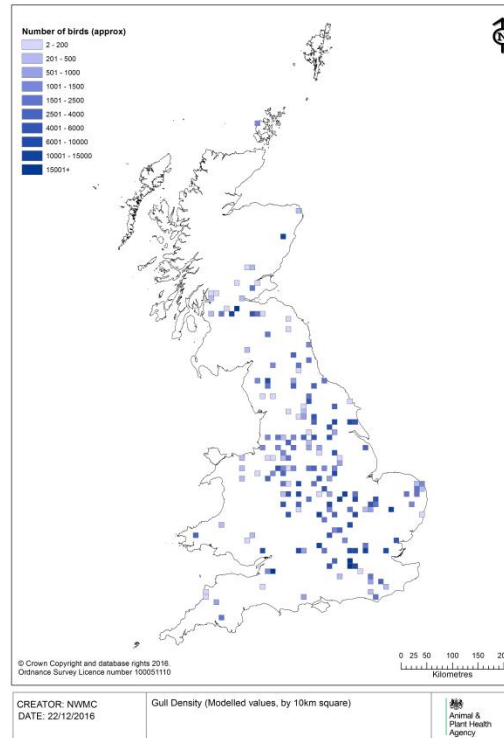 Number of birds (approx)
2 - 200
201 - 500
501 - 1000
1001 - 1500
1501 - 2500
2501 - 4000
4001 - 6000
6001 - 10000
10001 - 15000
15001+
N
© Crown Copyright and database rights 2016.
Ordnance Survey Licence number 100051110
0 25 50 100 150 200
Kilometres
CREATOR: NWMC
DATE: 22/12/2016
Gull Density (Modelled values, by 10km square)
Animal &
Plant Health
Agency